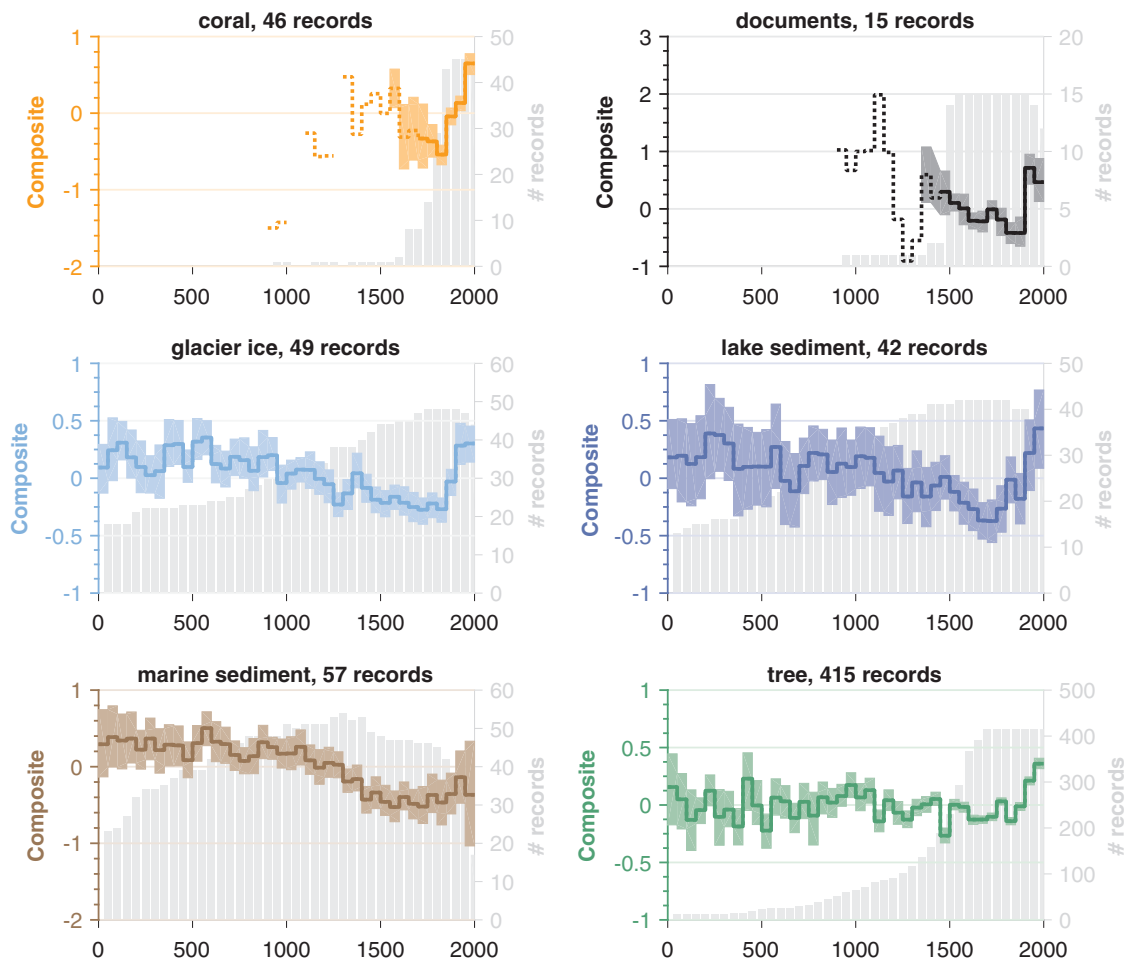 coral, 46 records
1
0
-1
-2
Composite
50
40
30
20
10
0
# records
0 500 1000 1500 2000
documents, 15 records
3
2
1
0
-1
Composite
20
15
10
5
0
# records
0 500 1000 1500 2000
glacier ice, 49 records
1
0.5
0
-0.5
-1
Composite
60
50
40
30
20
10
0
# records
0 500 1000 1500 2000
lake sediment, 42 records
1
0.5
0
-0.5
-1
Composite
50
40
30
20
10
0
# records
0 500 1000 1500 2000
marine sediment, 57 records
1
0
-1
-2
Composite
60
50
40
30
20
10
0
# records
0 500 1000 1500 2000
tree, 415 records
1
0.5
0
-0.5
-1
Composite
500
400
300
200
100
0
# records
0 500 1000 1500 2000